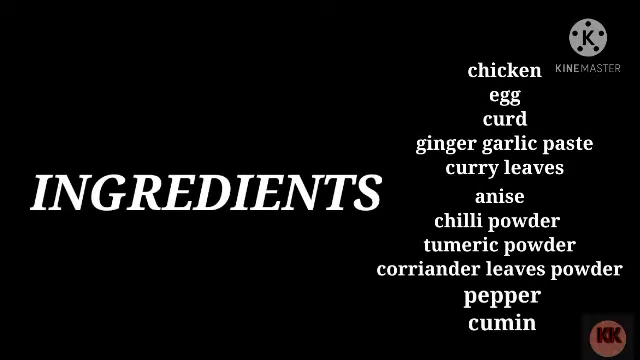 KINEMASTER
INGREDIENTS
chicken
egg
curd
ginger garlic paste
curry leaves
anise
chilli powder
tumeric powder
corriander leaves powder
pepper
cumin
K
KK